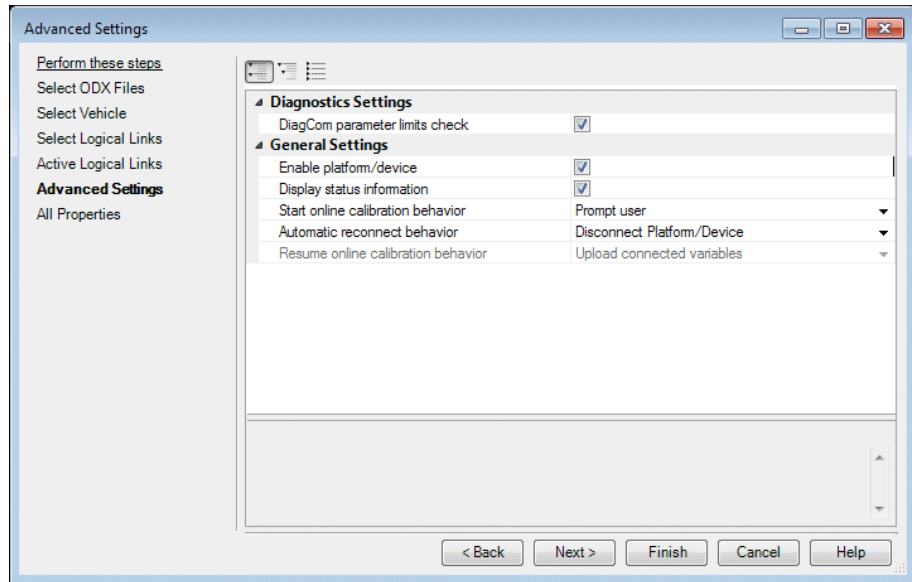 Advanced Settings
Perform these steps
Select ODX Files
Select Vehicle
Select Logical Links
Active Logical Links
Advanced Settings
All Properties
Diagnostics Settings
DiagCom parameter limits check
General Settings
Enable platform/device
Display status information
Start online calibration behavior Prompt user
Automatic reconnect behavior Disconnect Platform/Device
Resume online calibration behavior Upload connected variables
< Back Next > Finish Cancel Help